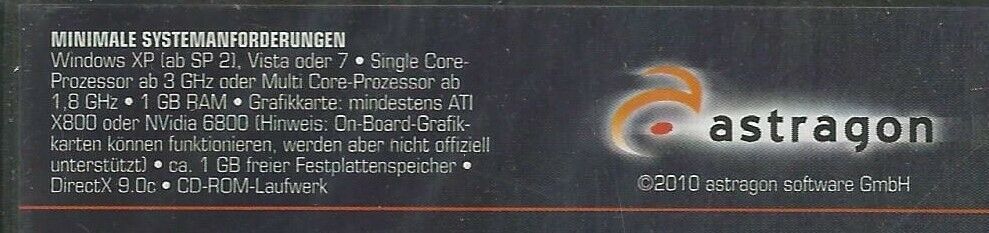 MINIMALE SYSTEMANFORDERUNGEN
Windows XP (ab SP 2), Vista oder 7 • Single Core-
Prozessor ab 3 GHz oder Multi Core-Prozessor ab
1,8 GHz • 1 GB RAM • Grafikkarte: mindestens ATI
X800 oder NVidia 6800 (Hinweis: On-Board-Grafik-
karten können funktionieren, werden aber nicht offiziell
unterstützt) • ca. 1 GB freier Festplattenspeicher •
DirectX 9.0c • CD-ROM-Laufwerk
astragon
©2010 astragon software GmbH